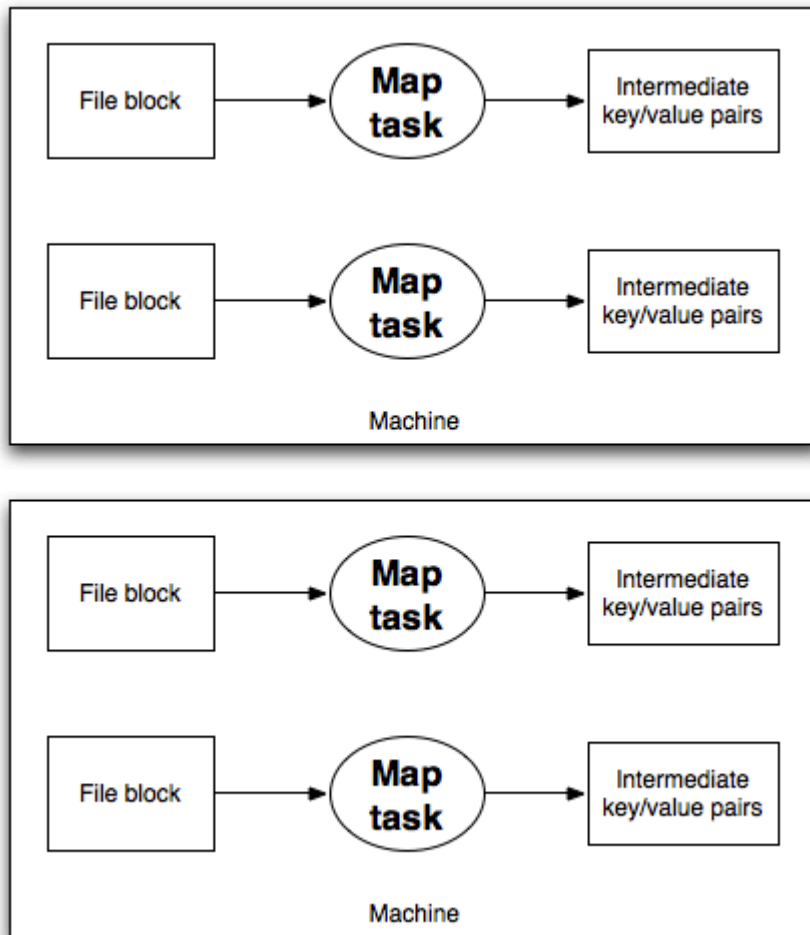 File block
Map
task
Intermediate
key/value pairs
File block
Map
task
Intermediate
key/value pairs
Machine
File block
Map
task
Intermediate
key/value pairs
File block
Map
task
Intermediate
key/value pairs
Machine